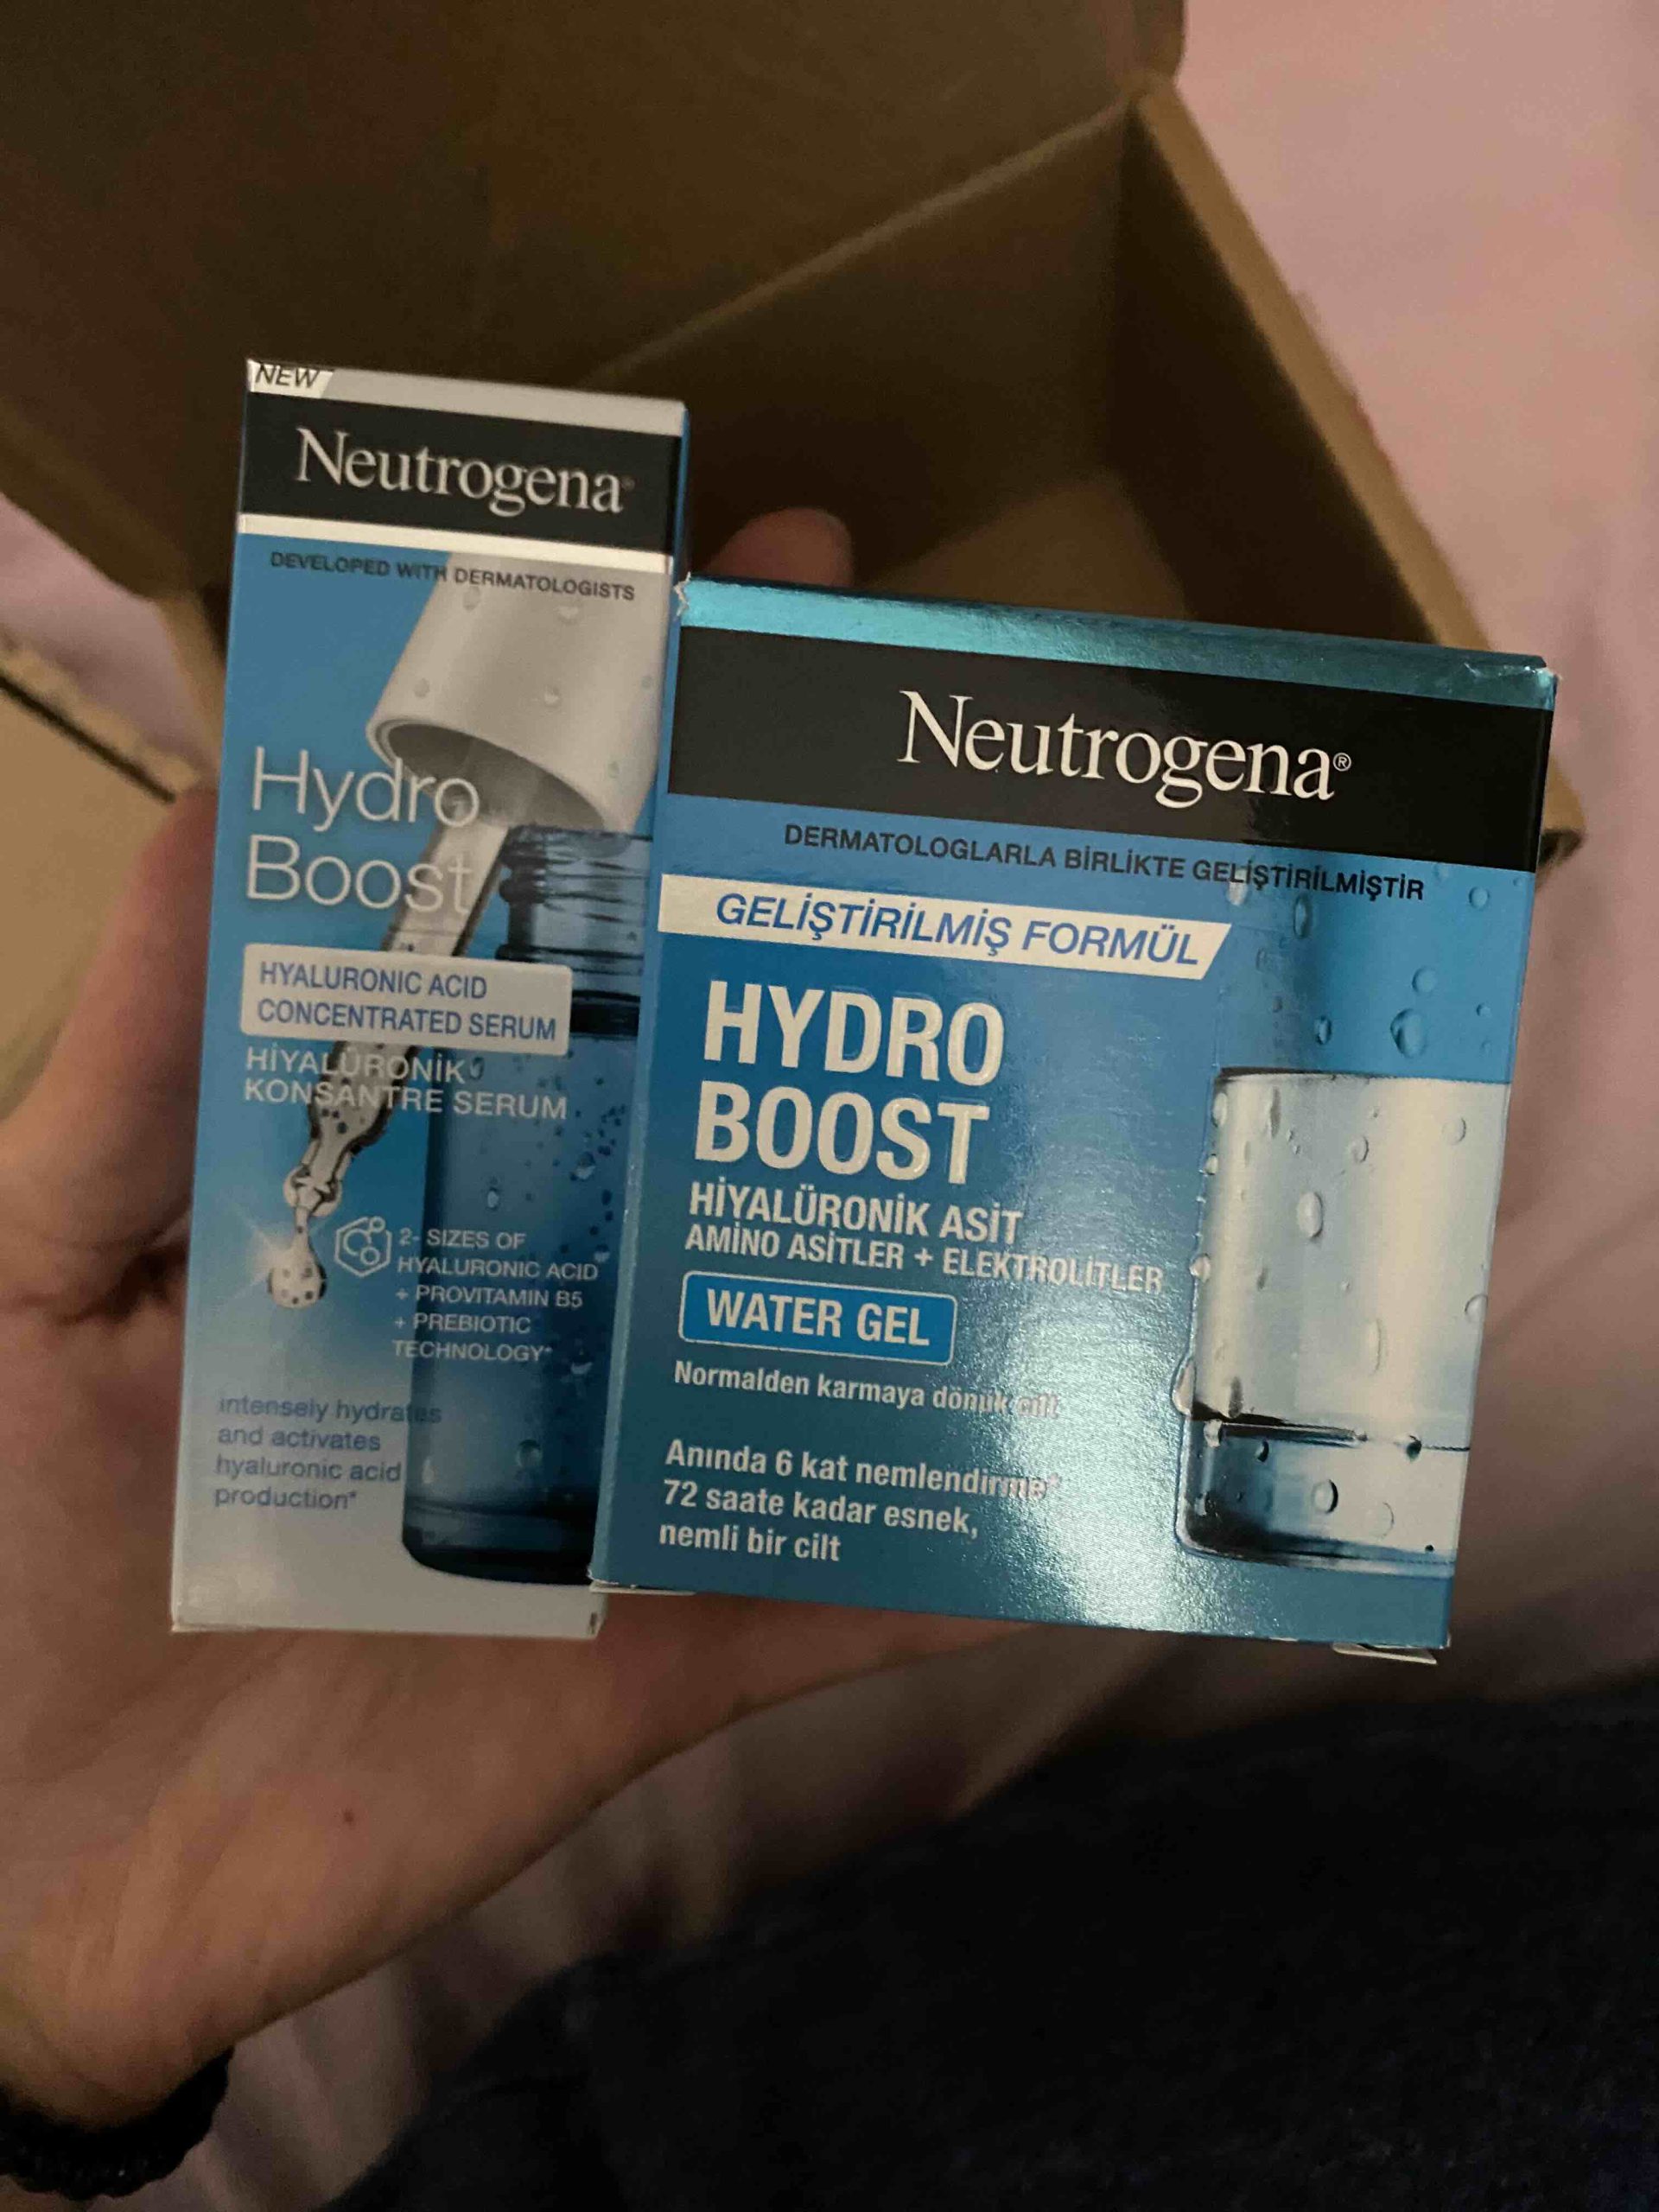 NEW
Neutrogena
DEVELOPED WITH DERMATOLOGISTS
Hydro
Boost
HYALURONIC ACID
CONCENTRATED SERUM
HİYALÜRONİK
KONSANTRE SERUM
2- SIZES OF
HYALURONIC ACID
+ PROVITAMIN B5
+ PREBIOTIC
TECHNOLOGY*
intensely hydrates
and activates
hyaluronic acid
production*
Neutrogena®
DERMATOLOGLARLA BİRLİKTE GELİŞTİRİLMİŞTİR
GELİŞTİRİLMİŞ FORMÜL
HYDRO
BOOST
HİYALÜRONİK ASİT
AMİNO ASİTLER + ELEKTROLİTLER
WATER GEL
Normalden karmaya dönük cilt
Anında 6 kat nemlendirme*
72 saate kadar esnek,
nemli bir cilt